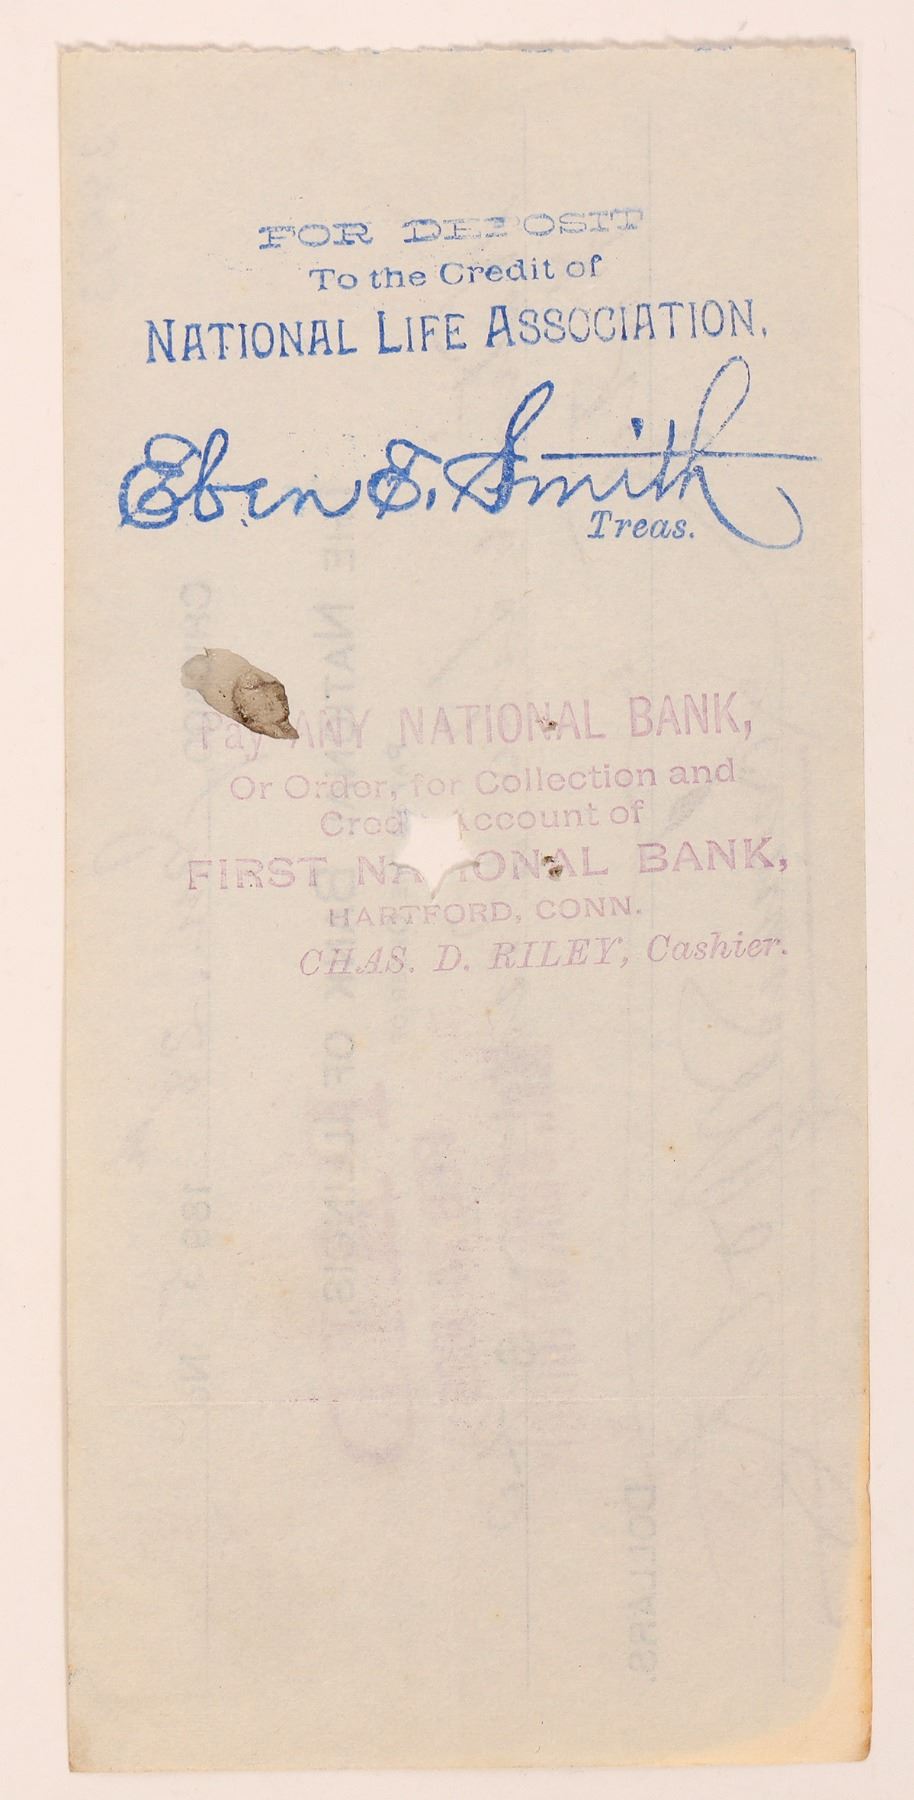 FOR DEPOSIT
To the Credit of
NATIONAL LIFE ASSOCIATION.
Eben E. Smith
Treas.
Pay ANY NATIONAL BANK,
Or Order, for Collection and
Credit Account of
FIRST NATIONAL BANK,
HARTFORD, CONN.
CHAS. D. RILEY, Cashier.